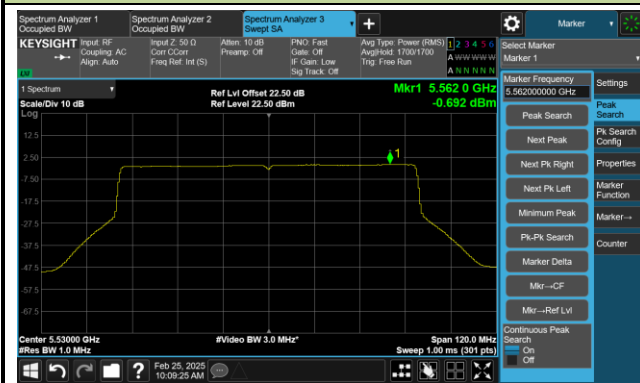 Spectrum Analyzer 1
Occupied BW
Spectrum Analyzer 2
Occupied BW
Spectrum Analyzer 3
Swept SA
Marker
KEYSIGHT
Input: RF
Coupling: AC
Align: Auto
Input Z: 50 Ω
Corr CCorr
Freq Ref: Int (S)
Atten: 10 dB
Preamp: Off
PNO: Fast
Gate: Off
IF Gain: Low
Sig Track: Off
Avg Type: Power (RMS)
Avg|Hold: 1700/1700
Trig: Free Run
1 2 3 4 5 6
A W W W W W
A N N N N N
LVI
Select Marker
Marker 1
1 Spectrum
Scale/Div 10 dB
Ref Lvl Offset 22.50 dB
Ref Level 22.50 dBm
Mkr1 5.562 0 GHz
-0.692 dBm
Log
12.5
2.50
-7.50
-17.5
-27.5
-37.5
-47.5
-57.5
-67.5
1
Center 5.53000 GHz
#Res BW 1.0 MHz
#Video BW 3.0 MHz*
Span 120.0 MHz
Sweep 1.00 ms (301 pts)
Marker Frequency
5.562000000 GHz
Peak Search
Next Peak
Next Pk Right
Next Pk Left
Minimum Peak
Pk-Pk Search
Marker Delta
Mkr→CF
Mkr→Ref Lvl
Continuous Peak
Search
On
Off
Settings
Peak
Search
Pk Search
Config
Properties
Marker
Function
Marker→
Counter
Feb 25, 2025
10:09:25 AM